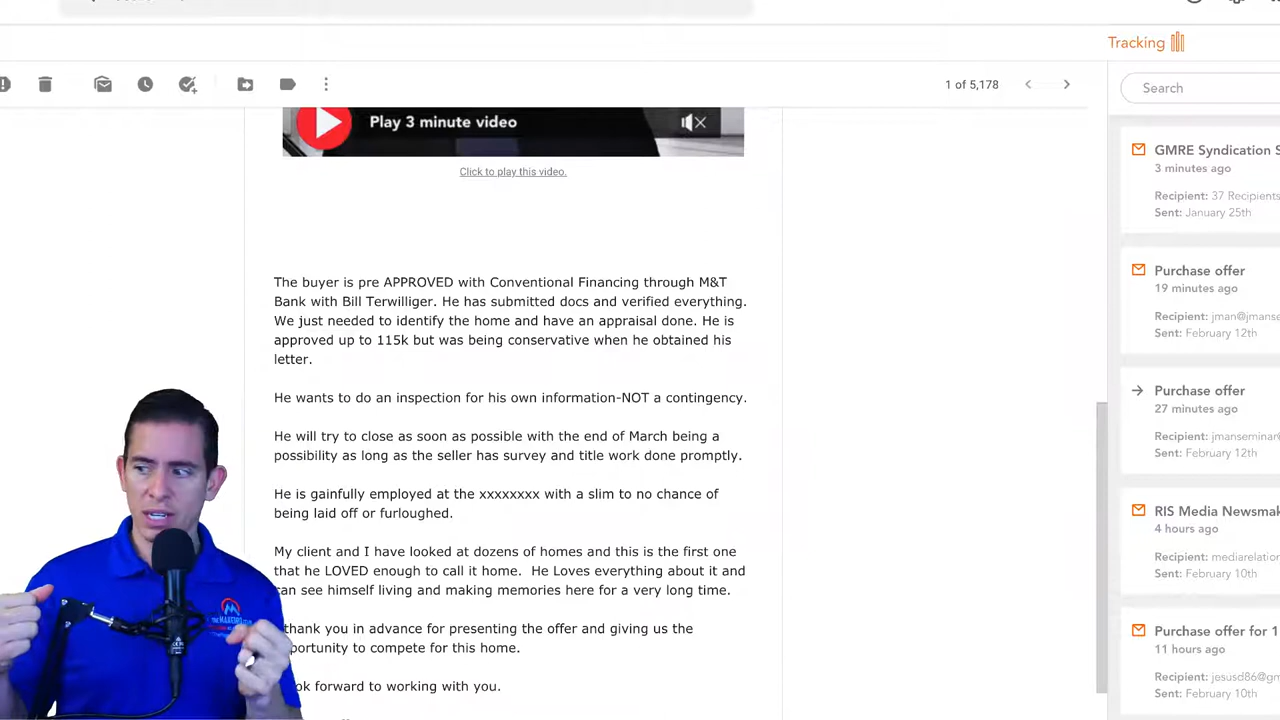 Tracking
1 of 5,178
Search
Play 3 minute video
Click to play this video.
GMRE Syndication S
3 minutes ago
Recipient: 37 Recipients
Sent: January 25th
Purchase offer
19 minutes ago
Recipient: jman@jmanse
Sent: February 12th
Purchase offer
27 minutes ago
Recipient: jmanseminar@
Sent: February 12th
RIS Media Newsmak
4 hours ago
Recipient: mediarelation
Sent: February 10th
Purchase offer for 1
11 hours ago
Recipient: jesusd86@gm
Sent: February 10th
The buyer is pre APPROVED with Conventional Financing through M&T
Bank with Bill Terwilliger. He has submitted docs and verified everything.
We just needed to identify the home and have an appraisal done. He is
approved up to 115k but was being conservative when he obtained his
letter.
He wants to do an inspection for his own information-NOT a contingency.
He will try to close as soon as possible with the end of March being a
possibility as long as the seller has survey and title work done promptly.
He is gainfully employed at the xxxxxxxx with a slim to no chance of
being laid off or furloughed.
My client and I have looked at dozens of homes and this is the first one
that he LOVED enough to call it home. He Loves everything about it and
can see himself living and making memories here for a very long time.
thank you in advance for presenting the offer and giving us the
portunity to compete for this home.
ok forward to working with you.